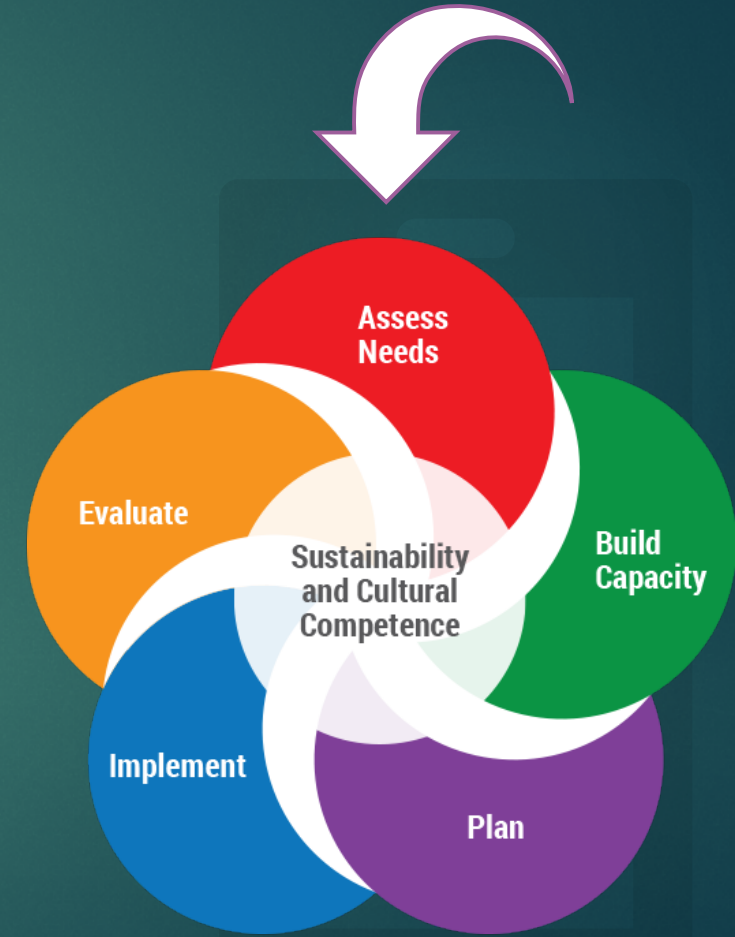 Assess
Needs
Build
Capacity
Plan
Implement
Evaluate
Sustainability
and Cultural
Competence